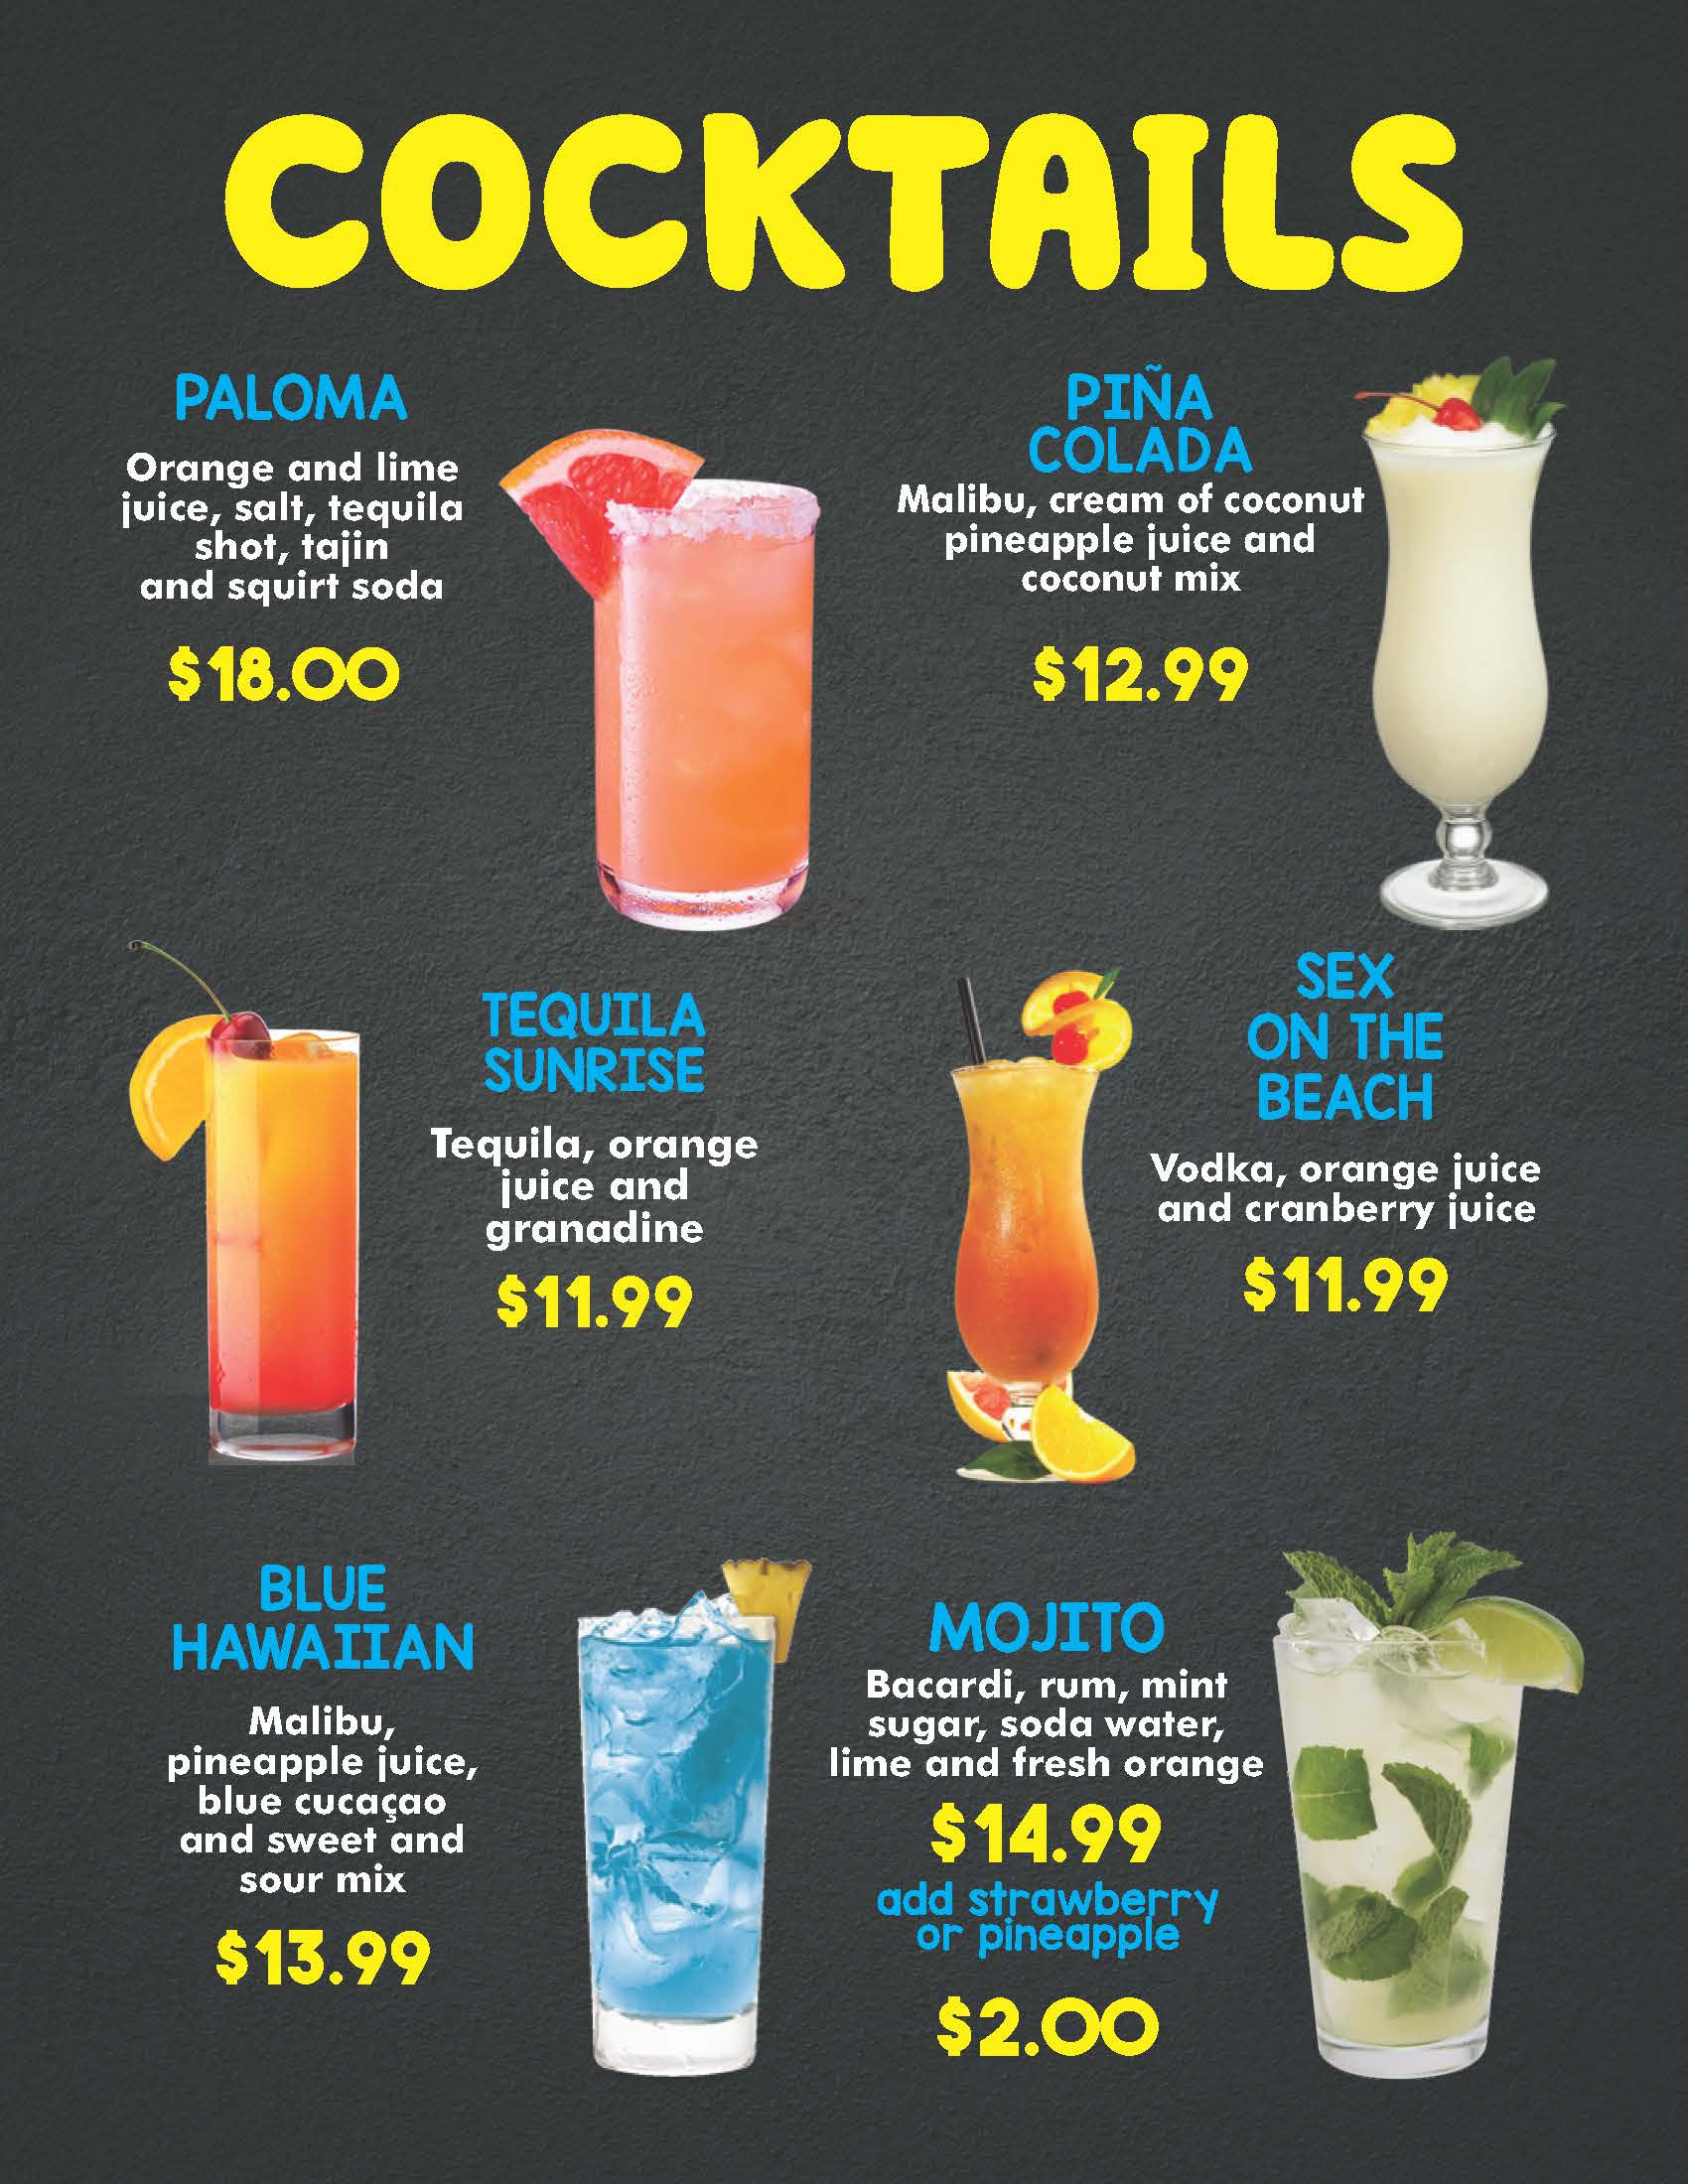 COCKTAILS
PALOMA
Orange and lime
juice, salt, tequila
shot, tajin
and squirt soda
$18.00
PIÑA
COLADA
Malibu, cream of coconut
pineapple juice and
coconut mix
$12.99
TEQUILA
SUNRISE
Tequila, orange
juice and
granadine
$11.99
SEX
ON THE
BEACH
Vodka, orange juice
and cranberry juice
$11.99
BLUE
HAWAIIAN
Malibu,
pineapple juice,
blue cucaçao
and sweet and
sour mix
$13.99
MOJITO
Bacardi, rum, mint
sugar, soda water,
lime and fresh orange
$14.99
add strawberry
or pineapple
$2.00